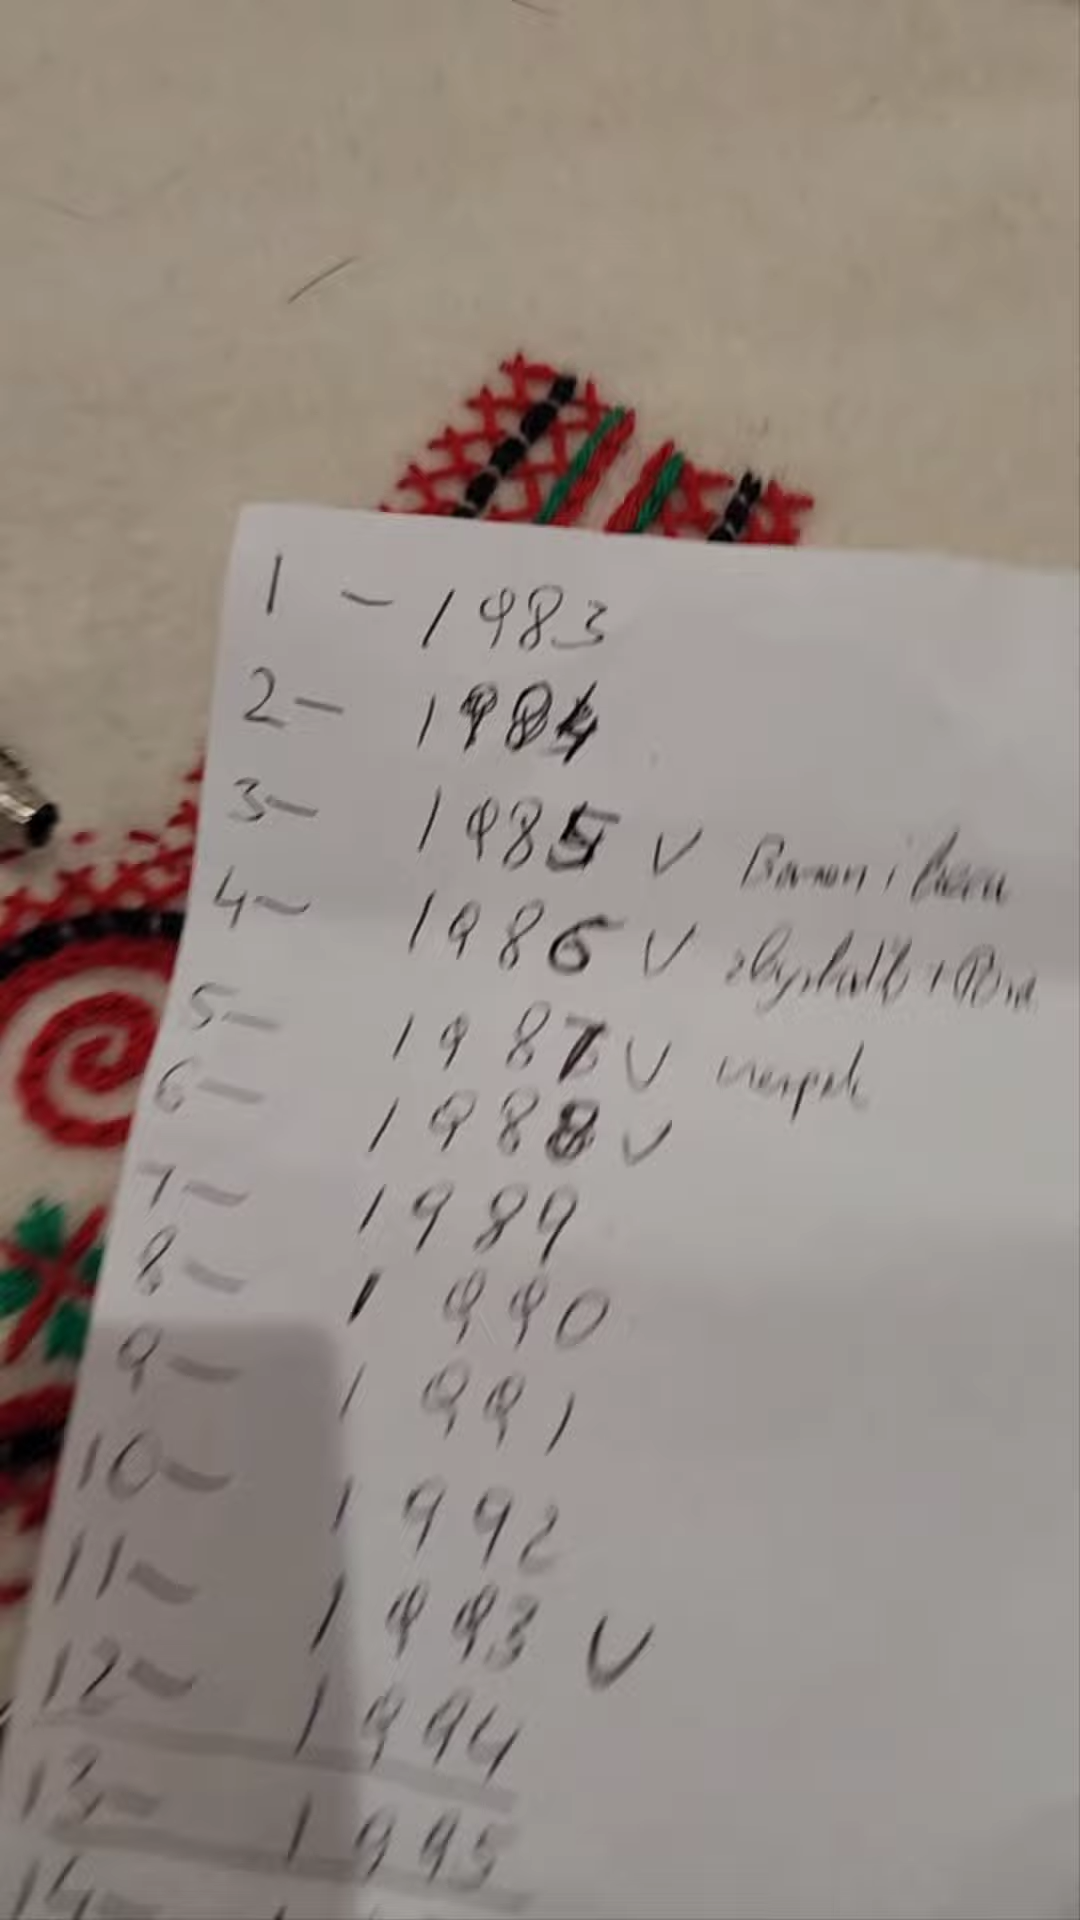 1 - 1983
2 - 1984
3 - 1985 V
4 - 1986 V
5 - 1987 V
6 - 1988 V
7 - 1989
8 - 1990
9 - 1991
10 - 1992
11 - 1993 V
12 - 1994
13 - 1995
14 -